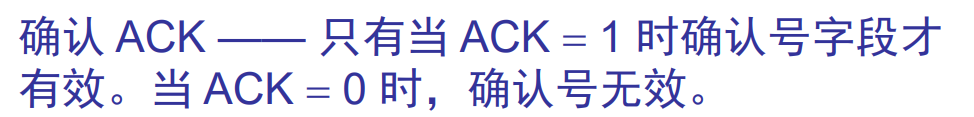 确认 ACK —— 只有当 ACK = 1 时确认号字段才
有效。当 ACK = 0 时，确认号无效。